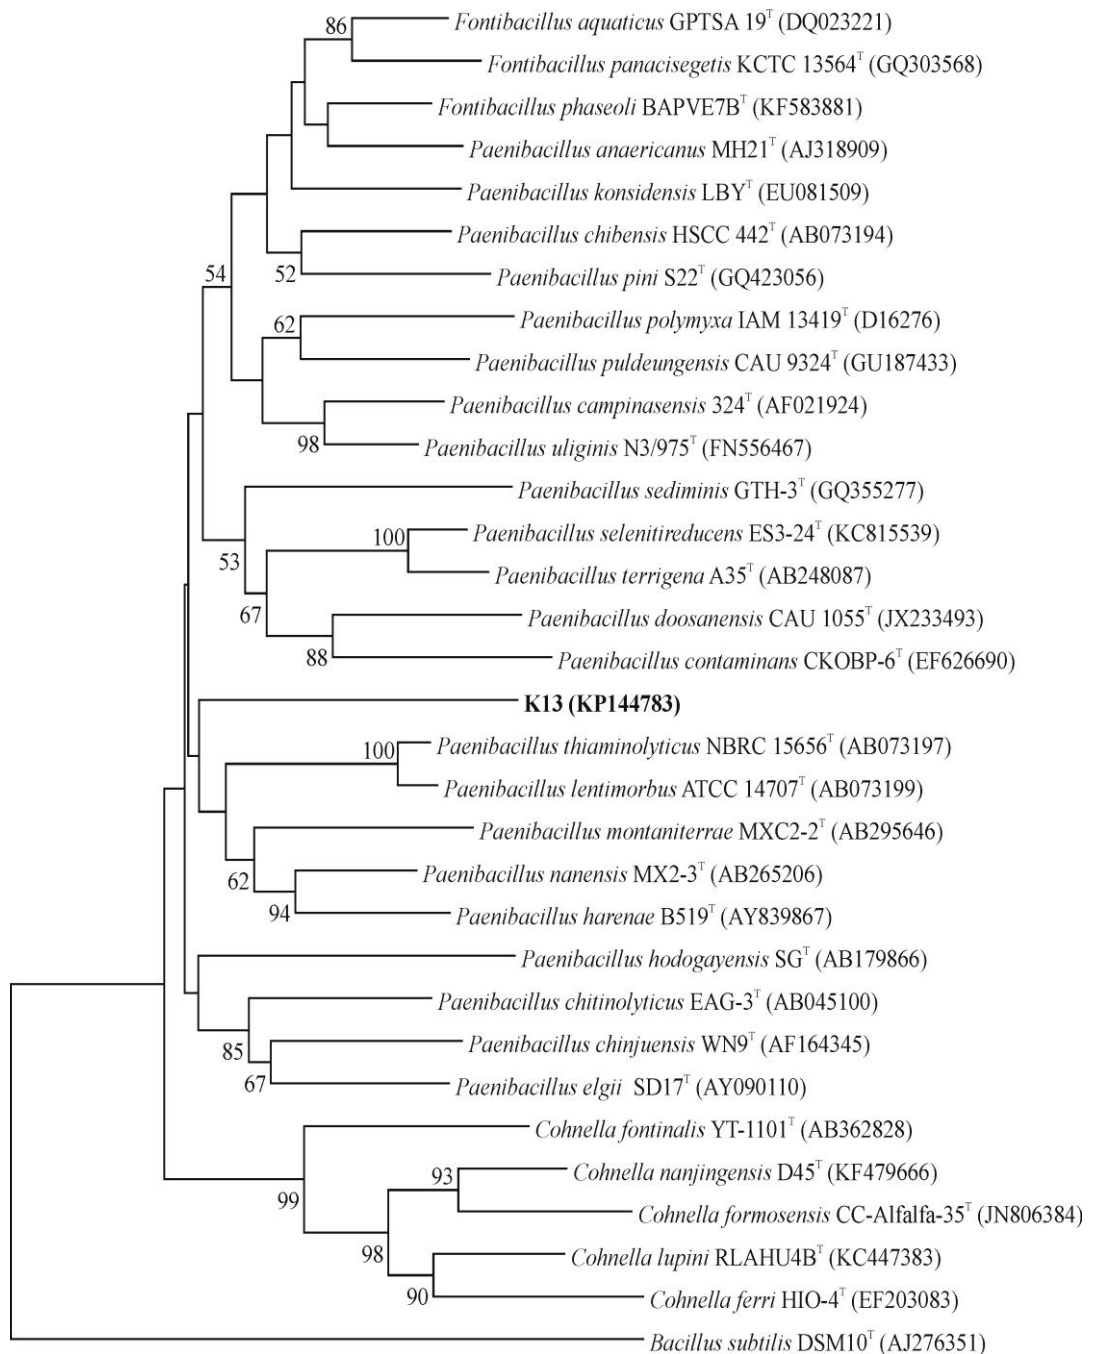 86
Fontibacillus aquaticus GPTSA 19ᵀ (DQ023221)
Fontibacillus panacisegetis KCTC 13564ᵀ (GQ303568)
Fontibacillus phaseoli BAPVE7Bᵀ (KF583881)
Paenibacillus anaericanus MH21ᵀ (AJ318909)
Paenibacillus konsidensis LBYᵀ (EU081509)
Paenibacillus chibensis HSCC 442ᵀ (AB073194)
54
52
Paenibacillus pini S22ᵀ (GQ423056)
62
Paenibacillus polymyxa IAM 13419ᵀ (D16276)
Paenibacillus puldeungensis CAU 9324ᵀ (GU187433)
Paenibacillus campinasensis 324ᵀ (AF021924)
98
Paenibacillus uliginis N3/975ᵀ (FN556467)
Paenibacillus sediminis GTH-3ᵀ (GQ355277)
100
Paenibacillus selenitireducens ES3-24ᵀ (KC815539)
53
Paenibacillus terrigena A35ᵀ (AB248087)
67
Paenibacillus doosanensis CAU 1055ᵀ (JX233493)
88
Paenibacillus contaminans CKOBP-6ᵀ (EF626690)
K13 (KP144783)
100
Paenibacillus thiaminolyticus NBRC 15656ᵀ (AB073197)
Paenibacillus lentimorbus ATCC 14707ᵀ (AB073199)
Paenibacillus montaniterrae MXC2-2ᵀ (AB295646)
62
Paenibacillus nanensis MX2-3ᵀ (AB265206)
94
Paenibacillus harenae B519ᵀ (AY839867)
Paenibacillus hodogayensis SGᵀ (AB179866)
Paenibacillus chitinolyticus EAG-3ᵀ (AB045100)
85
Paenibacillus chinjuensis WN9ᵀ (AF164345)
67
Paenibacillus elgii SD17ᵀ (AY090110)
Cohnella fontinalis YT-1101ᵀ (AB362828)
93
Cohnella nanjingensis D45ᵀ (KF479666)
99
Cohnella formosensis CC-Alfalfa-35ᵀ (JN806384)
98
Cohnella lupini RLAHU4Bᵀ (KC447383)
90
Cohnella ferri HIO-4ᵀ (EF203083)
Bacillus subtilis DSM10ᵀ (AJ276351)